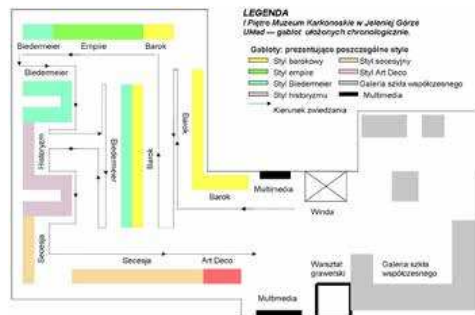 LEGENDA
I Piętro Muzeum Karkonoskie w Jeleniej Górze
Układ — gablot ułożonych chronologicznie.
Gabloty: prezentujące poszczególne style
Styl barokowy
Styl empire
Styl Biedermeier
Styl historyzmu
Kierunek zwiedzania
Styl secesyjny
Styl Art Deco
Galeria szkła współczesnego
Multimedia
Biedermeier
Empire
Barok
Biedermeier
Historyzm
Secesja
Biedermeier
Barok
Barok
Barok
Multimedia
Winda
Secesja
Art Deco
Warsztat
grawerski
Galeria szkła
współczesnego
Multimedia